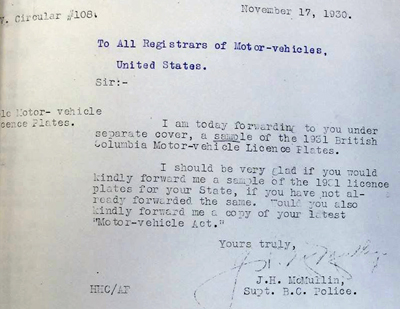 November 17, 1930.
V. Circular #108.
To All Registrars of Motor-vehicles,
United States.
Sir:-
Motor- vehicle
cence Plates.
I am today forwarding to you under
separate cover, a sample of the 1931 British
Columbia Motor-vehicle Licence Plates.
I should be very glad if you would
kindly forward me a sample of the 1931 licence
plates for your State, if you have not al-
ready forwarded the same. Would you also
kindly forward me a copy of your latest
"Motor-vehicle Act."
Yours truly,
J.H. McMullin,
HHC/AP Supt. B.C. Police.